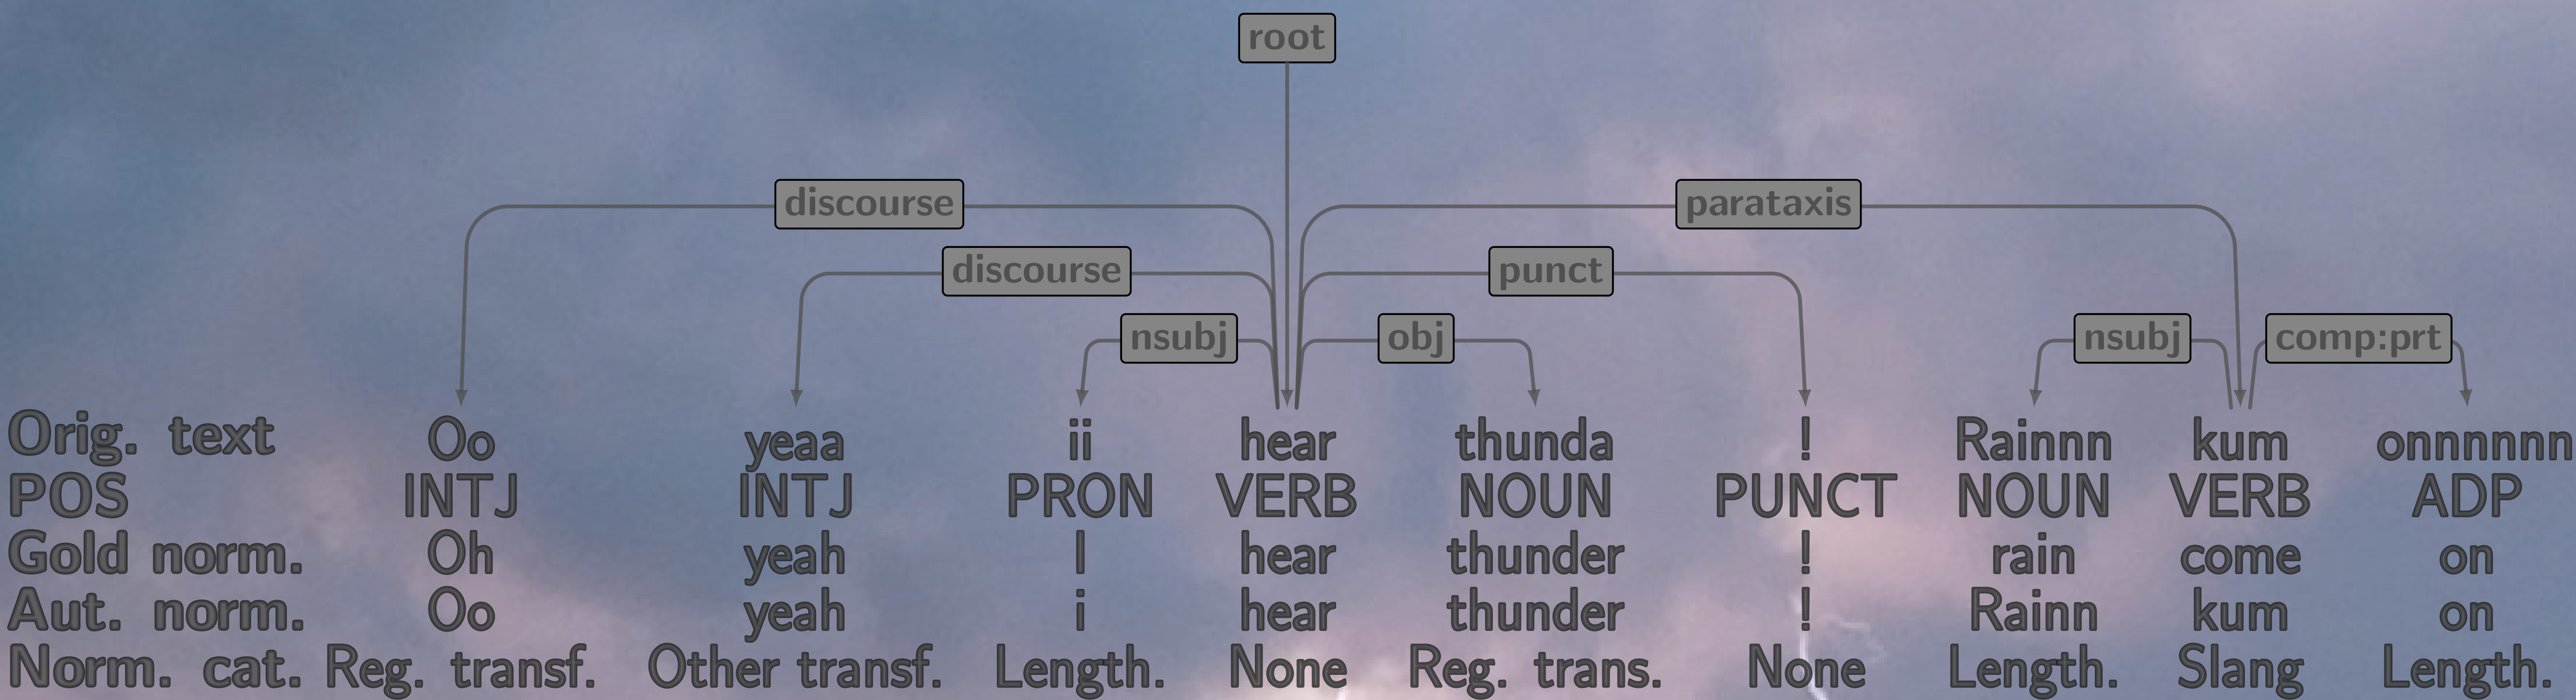 root
discourse parataxis
discourse punct
nsubj obj nsubj comp:prt
Orig. text Oo yeaa ii hear thunda ! Rainnn kum onnnnnn
POS INTJ INTJ PRON VERB NOUN PUNCT NOUN VERB ADP
Gold norm. Oh yeah I hear thunder ! rain come on
Aut. norm. Oo yeah i hear thunder ! Rainn kum on
Norm. cat. Reg. transf. Other transf. Length. None Reg. trans. None Length. Slang Length.